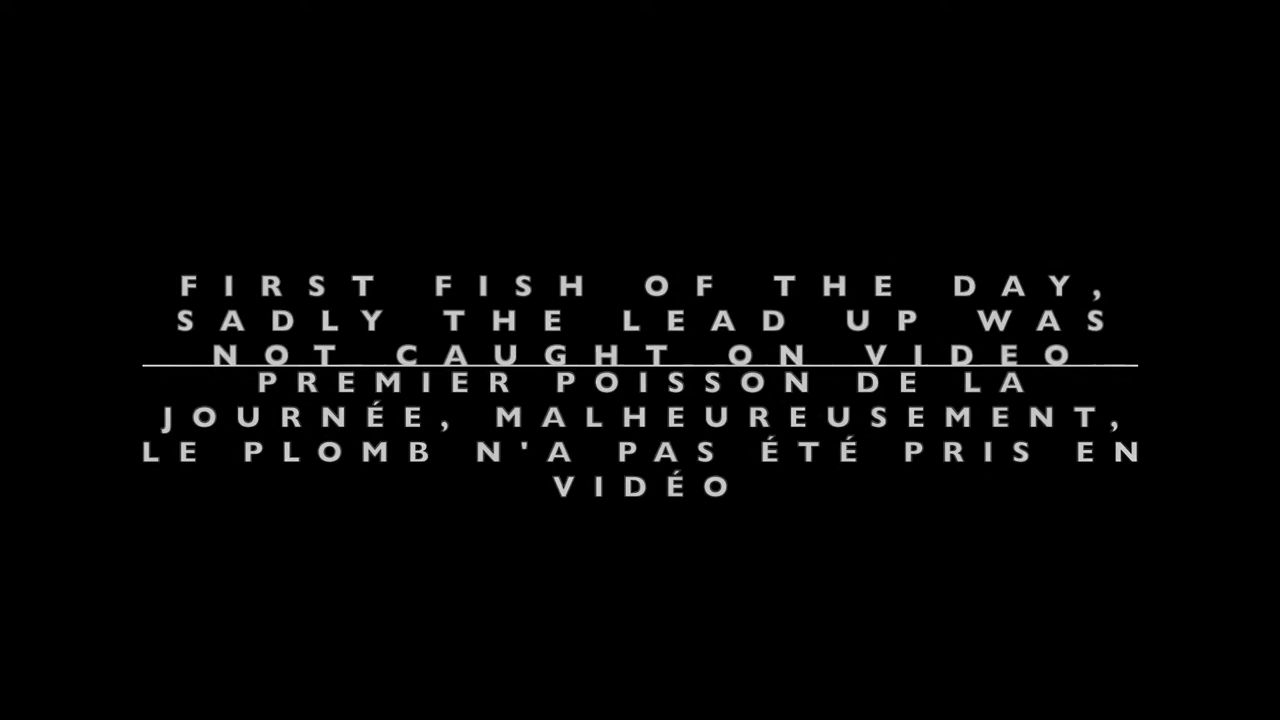 FIRST FISH OF THE DAY,
SADLY THE LEAD UP WAS
NOT CAUGHT ON VIDEO
PREMIER POISSON DE LA
JOURNÉE, MALHEUREUSEMENT,
LE PLOMB N'A PAS ÉTÉ PRIS EN
VIDÉO